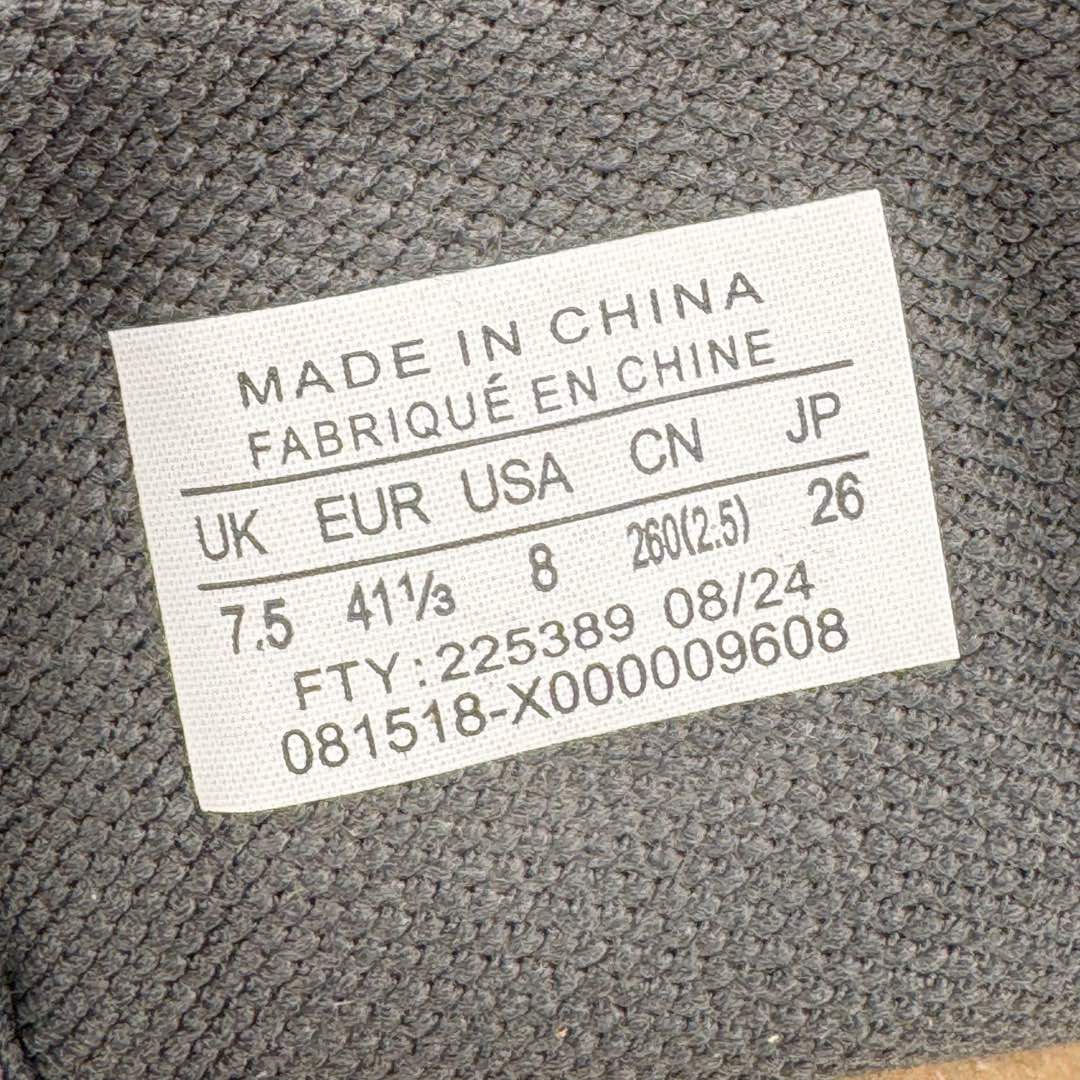 MADE IN CHINA
FABRIQUÉ EN CHINE
UK EUR USA CN JP
7.5 41⅓ 8 260(2.5) 26
FTY:225389 08/24
081518-X000009608